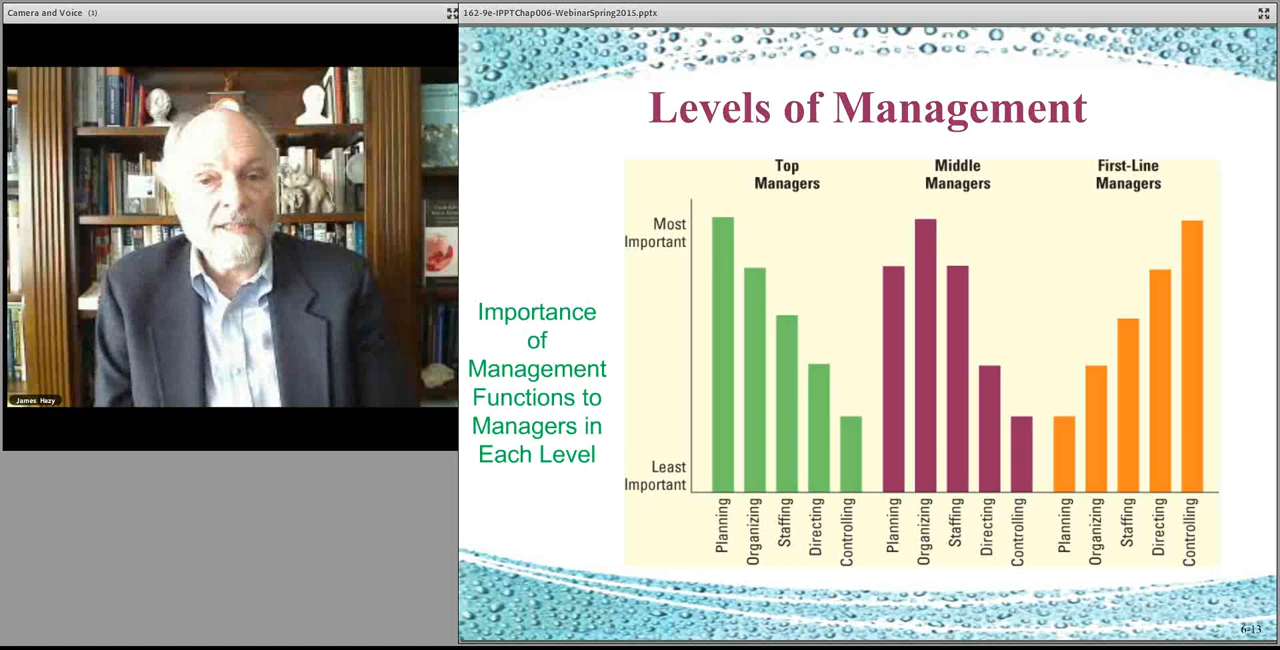 Camera and Voice (1)
162-9e-IPPTChap006-WebinarSpring2015.pptx
James Hazy
Levels of Management
Importance
of
Management
Functions to
Managers in
Each Level
Top
Managers
Middle
Managers
First-Line
Managers
Most
Important
Least
Important
Planning
Organizing
Staffing
Directing
Controlling
Planning
Organizing
Staffing
Directing
Controlling
Planning
Organizing
Staffing
Directing
Controlling
6-13